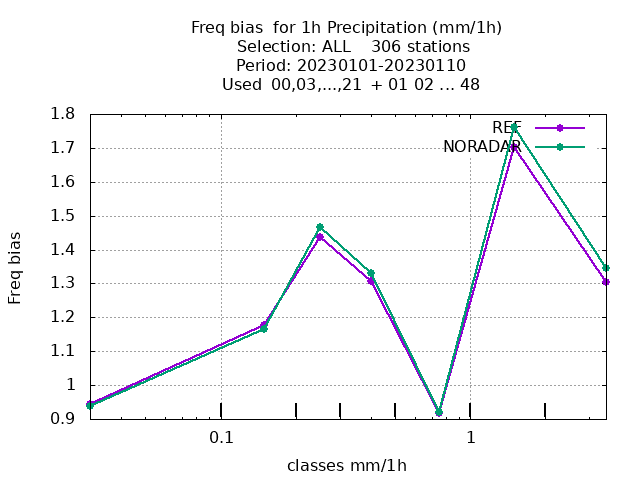 Freq bias  for 1h Precipitation (mm/1h)
Selection: ALL    306 stations
Period: 20230101-20230110
Used  00,03,...,21  + 01 02 ... 48
REF
NORADAR
1.8
1.7
1.6
1.5
1.4
1.3
1.2
1.1
1
0.9
Freq bias
0.1
1
classes mm/1h